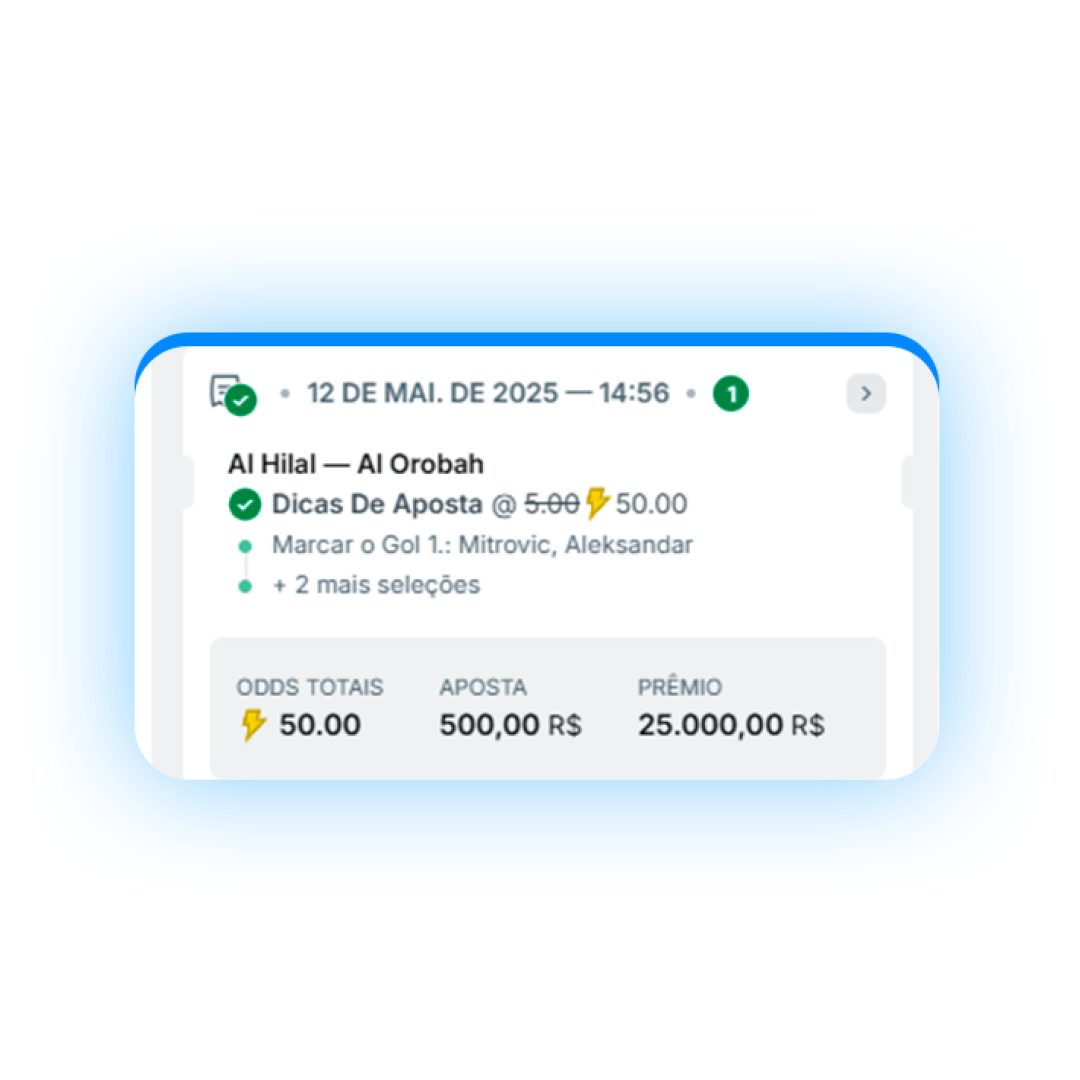 • 12 DE MAI. DE 2025 — 14:56 • 1
Al Hilal — Al Orobah
Dicas De Aposta @ 5.00 50.00
Marcar o Gol 1.: Mitrovic, Aleksandar
+ 2 mais seleções
ODDS TOTAIS APOSTA PRÊMIO
50.00 500,00 R$ 25.000,00 R$